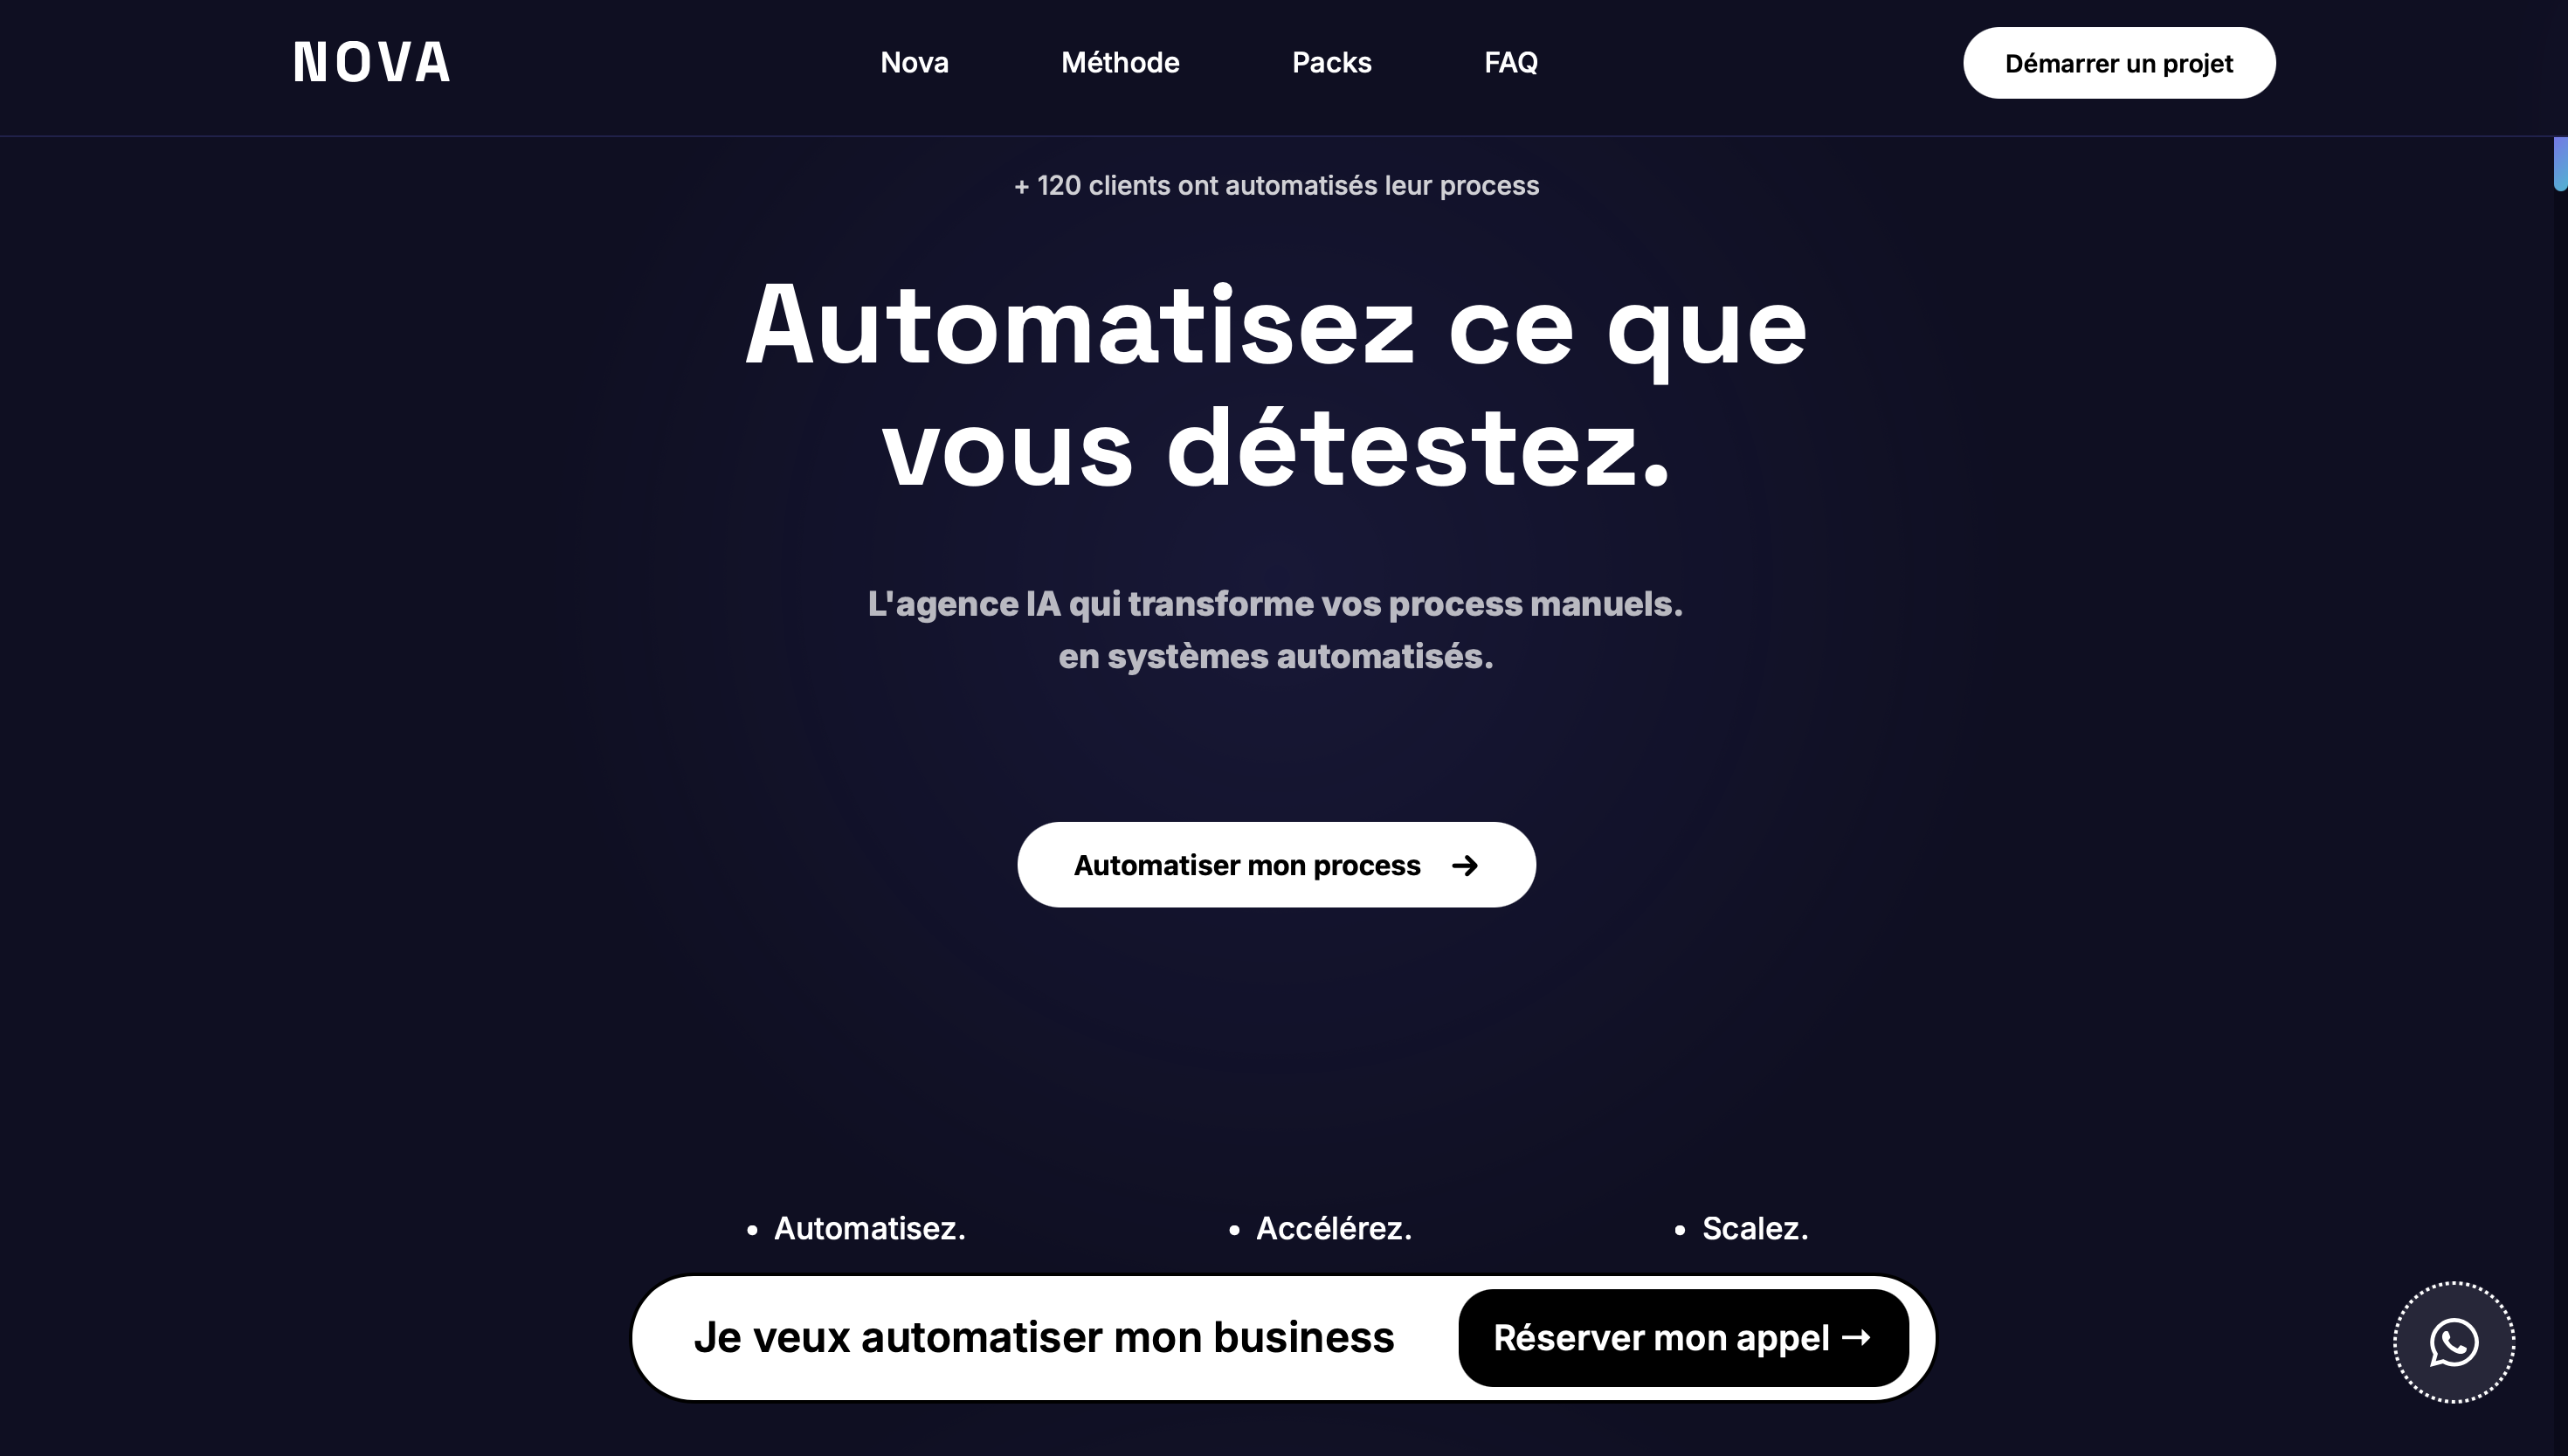 NOVA
Nova
Méthode
Packs
FAQ
Démarrer un projet
+ 120 clients ont automatisés leur process
Automatisez ce que
vous détestez.
L'agence IA qui transforme vos process manuels.
en systèmes automatisés.
Automatiser mon process →
• Automatisez.
• Accélérez.
• Scalez.
Je veux automatiser mon business
Réserver mon appel →